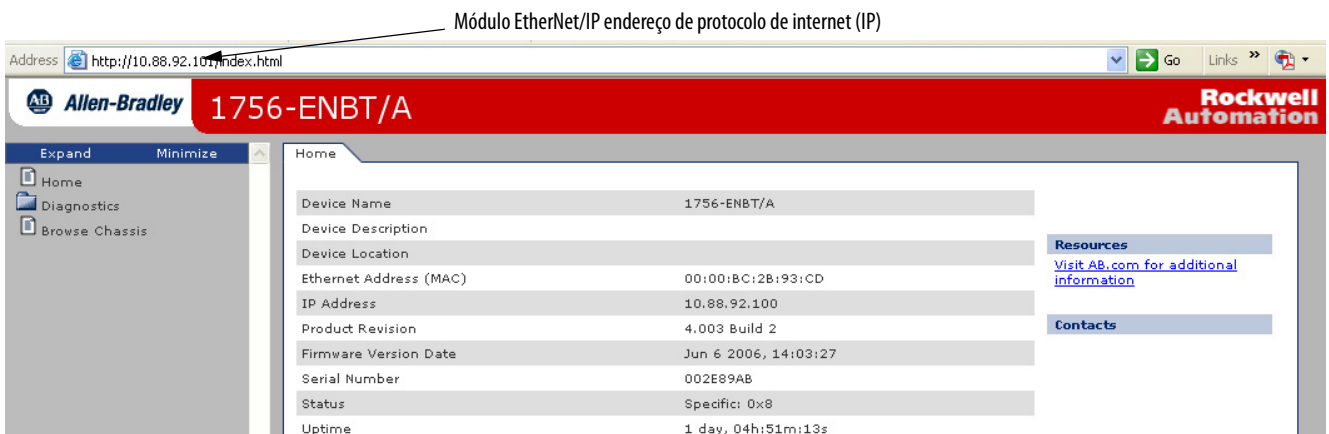 Módulo EtherNet/IP endereço de protocolo de internet (IP)
Address http://10.88.92.101/index.html Go Links »
AB Allen-Bradley 1756-ENBT/A Rockwell Automation
Expand Minimize
Home
Diagnostics
Browse Chassis
Home
Device Name 1756-ENBT/A
Device Description
Device Location
Ethernet Address (MAC) 00:00:BC:2B:93:CD
IP Address 10.88.92.100
Product Revision 4.003 Build 2
Firmware Version Date Jun 6 2006, 14:03:27
Serial Number 002E89AB
Status Specific: 0x8
Uptime 1 day, 04h:51m:13s
Resources
Visit AB.com for additional
information
Contacts